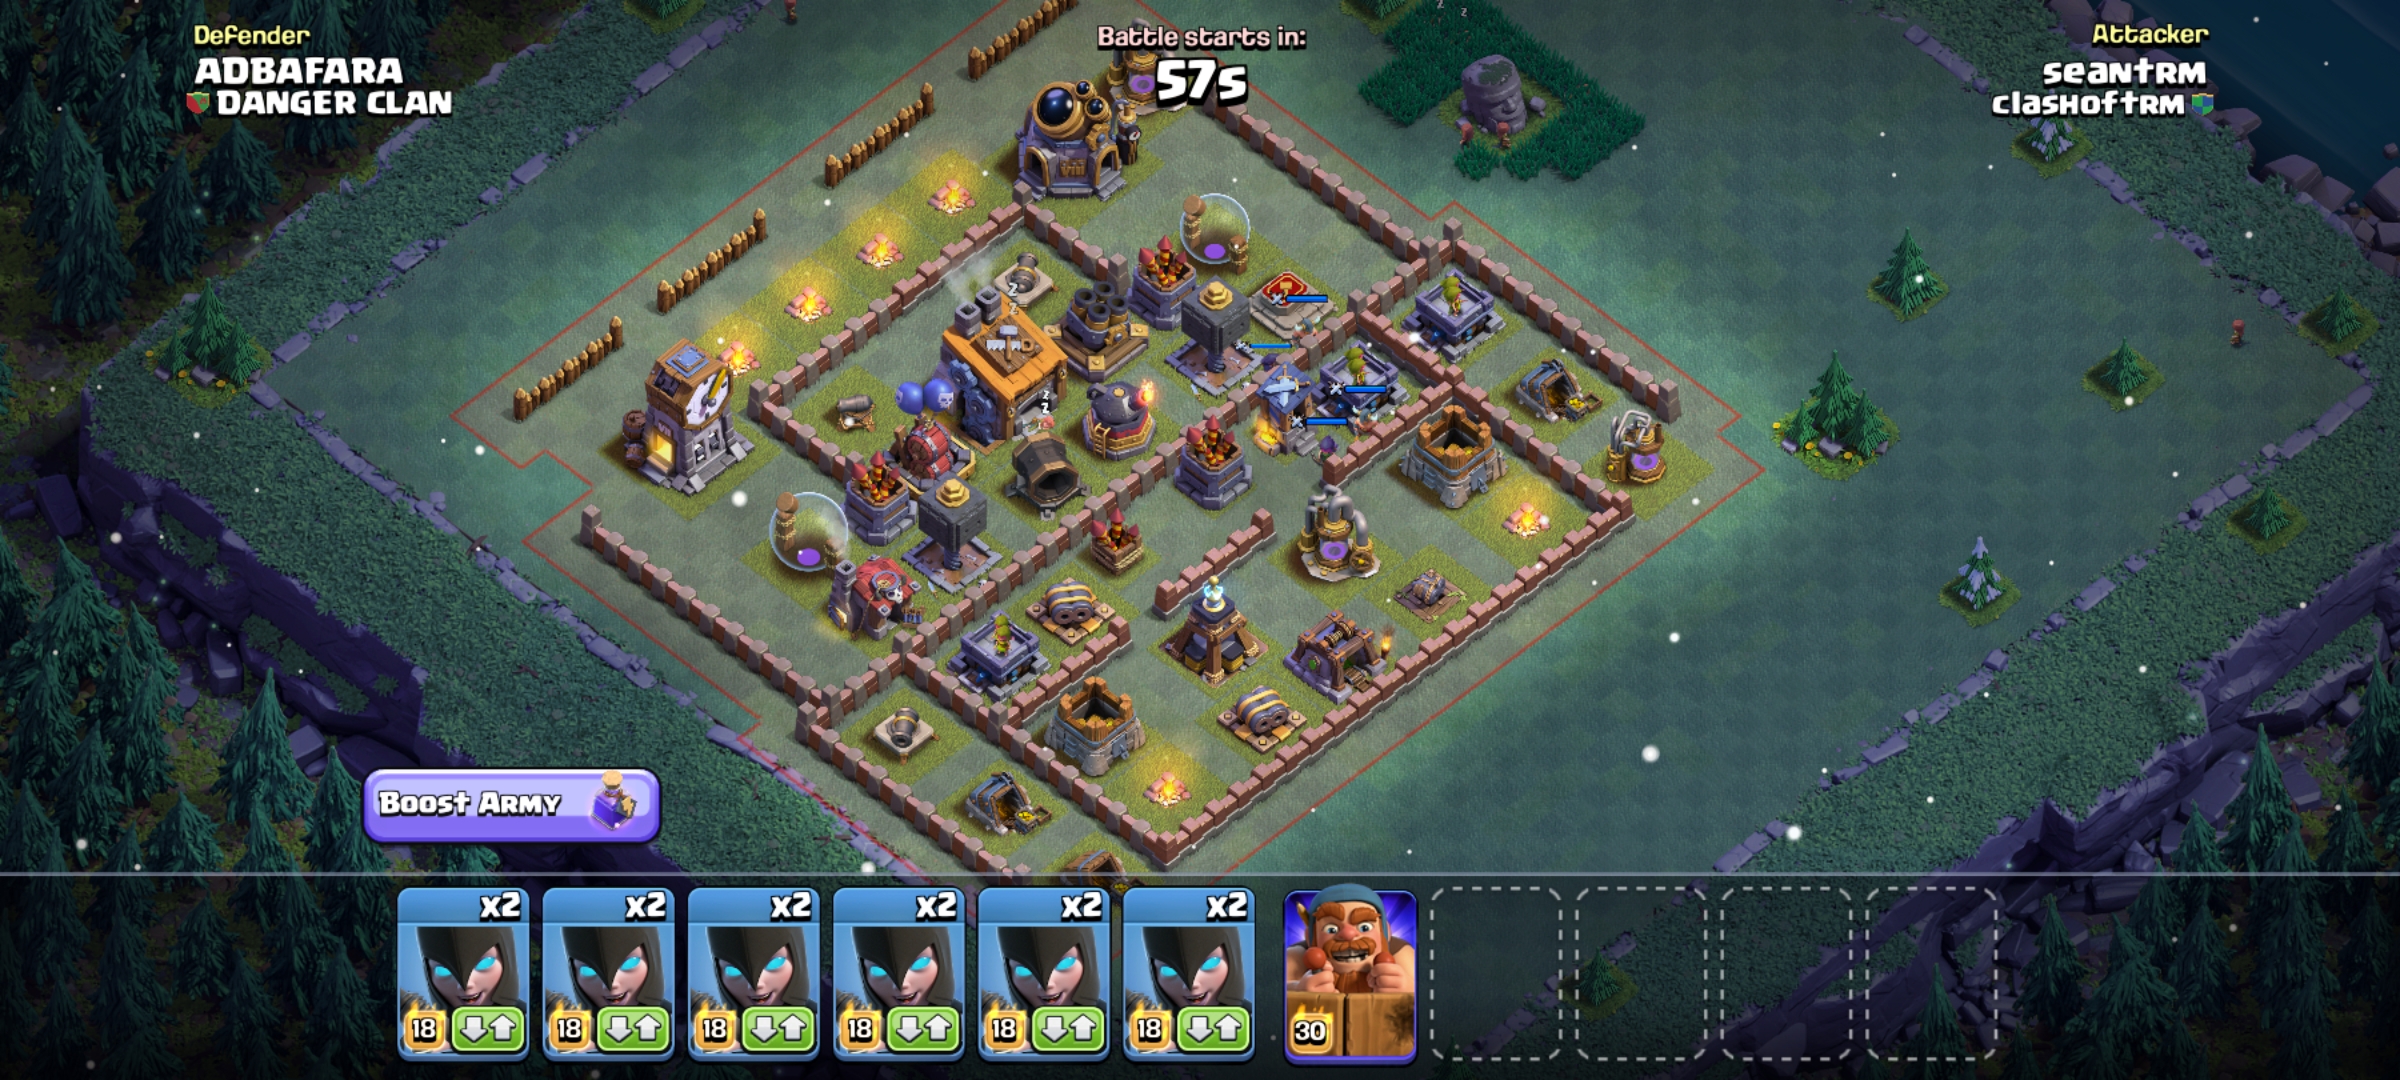 Defender
ADBAFARA
DANGER CLAN
Battle starts in:
57s
Attacker
seantRM
clashoftRM
VIII
Boost Army
x2
x2
x2
x2
x2
x2
18
18
18
18
18
18
30